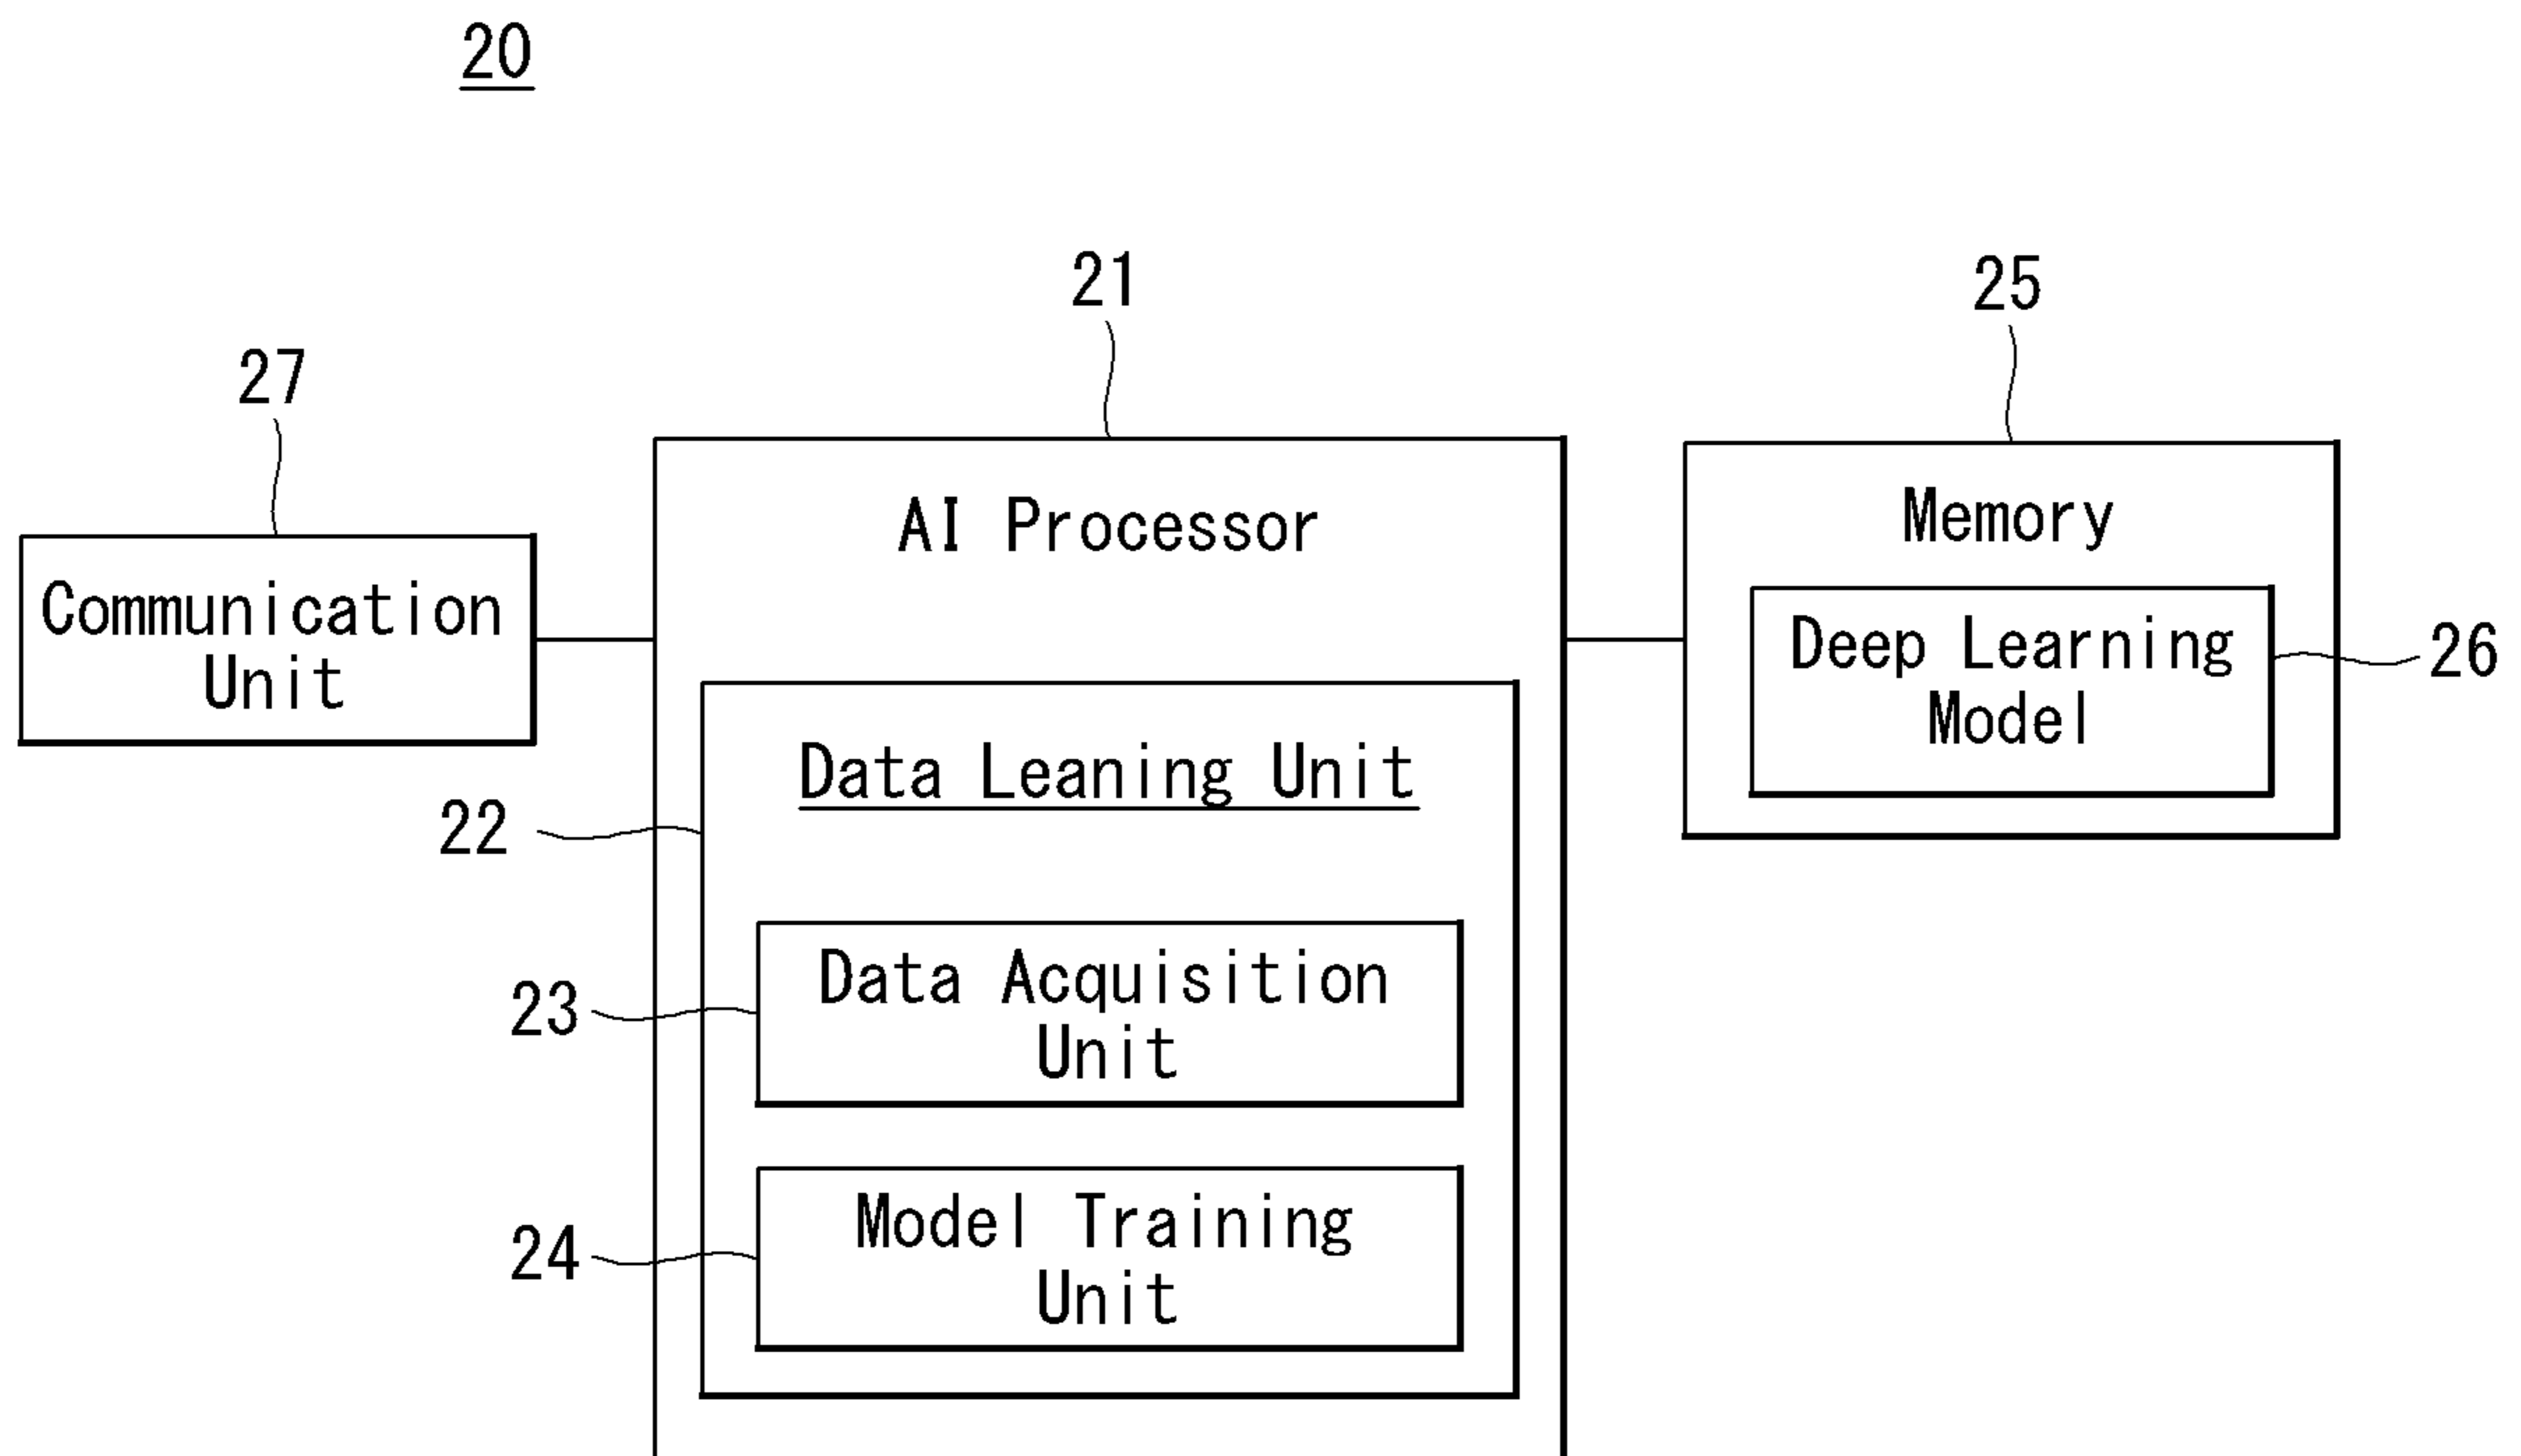 20
21
25
27
AI Processor
Memory
Communication
Unit
Deep Learning
Model
26
Data Leaning Unit
22
Data Acquisition
Unit
23
Model Training
Unit
24